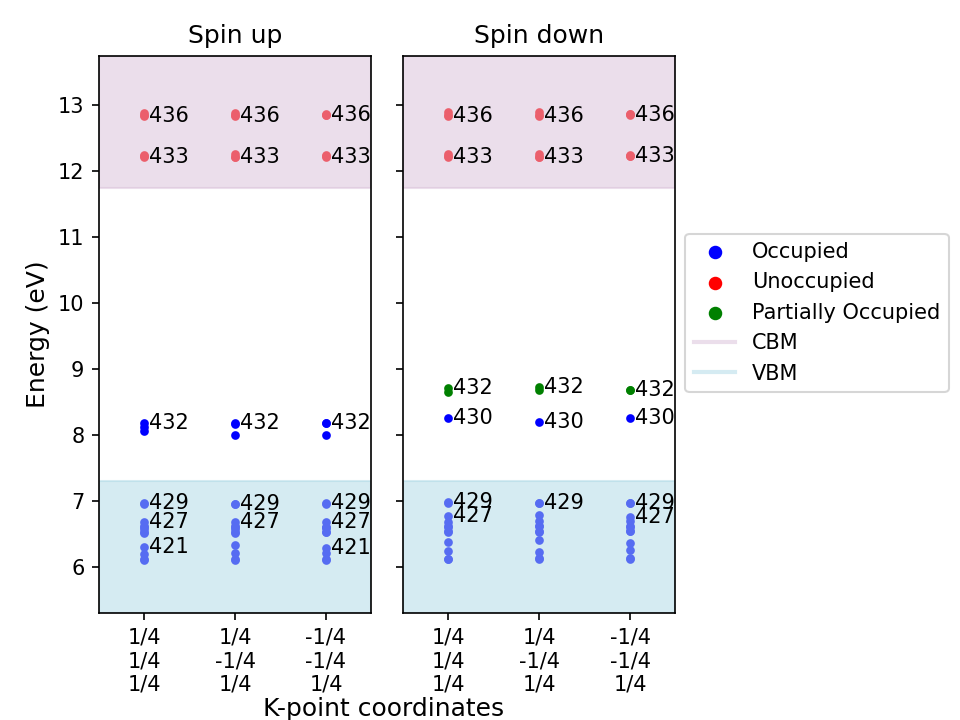 Spin up
Spin down
Energy (eV)
13
12
11
10
9
8
7
6
436 436 436
433 433 433
432 432 432
429 429 429
427 427 427
421 421
436 436 436
433 433 433
432 432 432
430 430 430
429 429 429
427 427
1/4 1/4 -1/4
1/4 -1/4 -1/4
1/4 1/4 1/4
1/4 1/4 -1/4
1/4 -1/4 -1/4
1/4 1/4 1/4
K-point coordinates
Occupied
Unoccupied
Partially Occupied
CBM
VBM